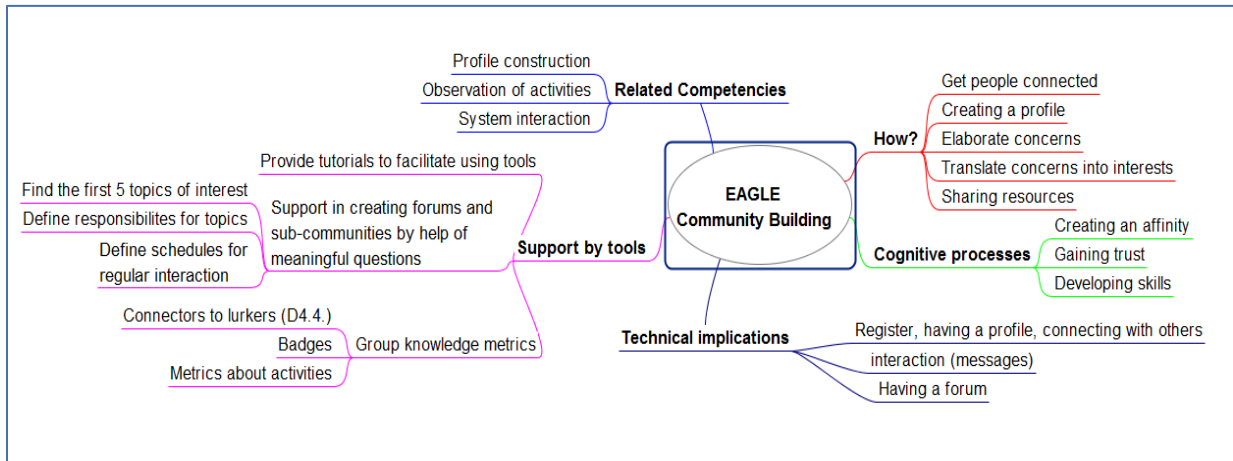 EAGLE
Community Building
Related Competencies
Profile construction
Observation of activities
System interaction
How?
Get people connected
Creating a profile
Elaborate concerns
Translate concerns into interests
Sharing resources
Cognitive processes
Creating an affinity
Gaining trust
Developing skills
Support by tools
Provide tutorials to facilitate using tools
Support in creating forums and
sub-communities by help of
meaningful questions
Find the first 5 topics of interest
Define responsibilites for topics
Define schedules for
regular interaction
Group knowledge metrics
Connectors to lurkers (D4.4.)
Badges
Metrics about activities
Technical implications
Register, having a profile, connecting with others
interaction (messages)
Having a forum